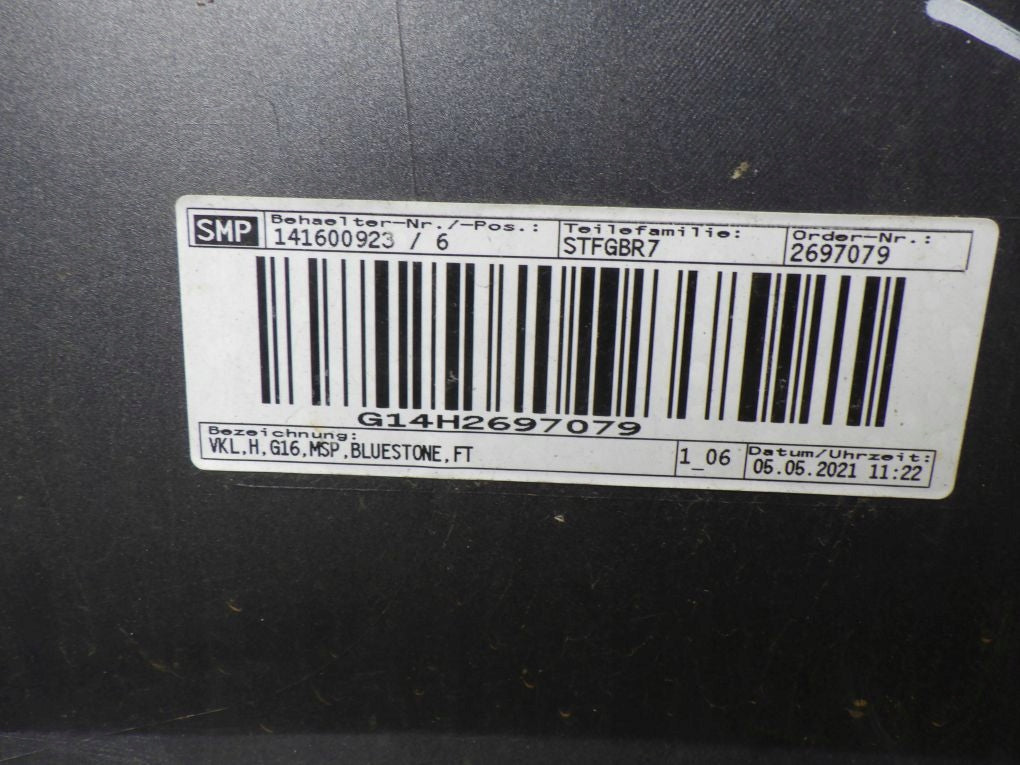 SMP
Behaelter-Nr./-Pos.: Teilefamilie: Order-Nr.:
141600923 / 6 STFGBR7 2697079
G14H2697079
Bezeichnung: Datum/Uhrzeit:
VKL,H,G16,MSP,BLUESTONE,FT 1_06 05.05.2021 11:22